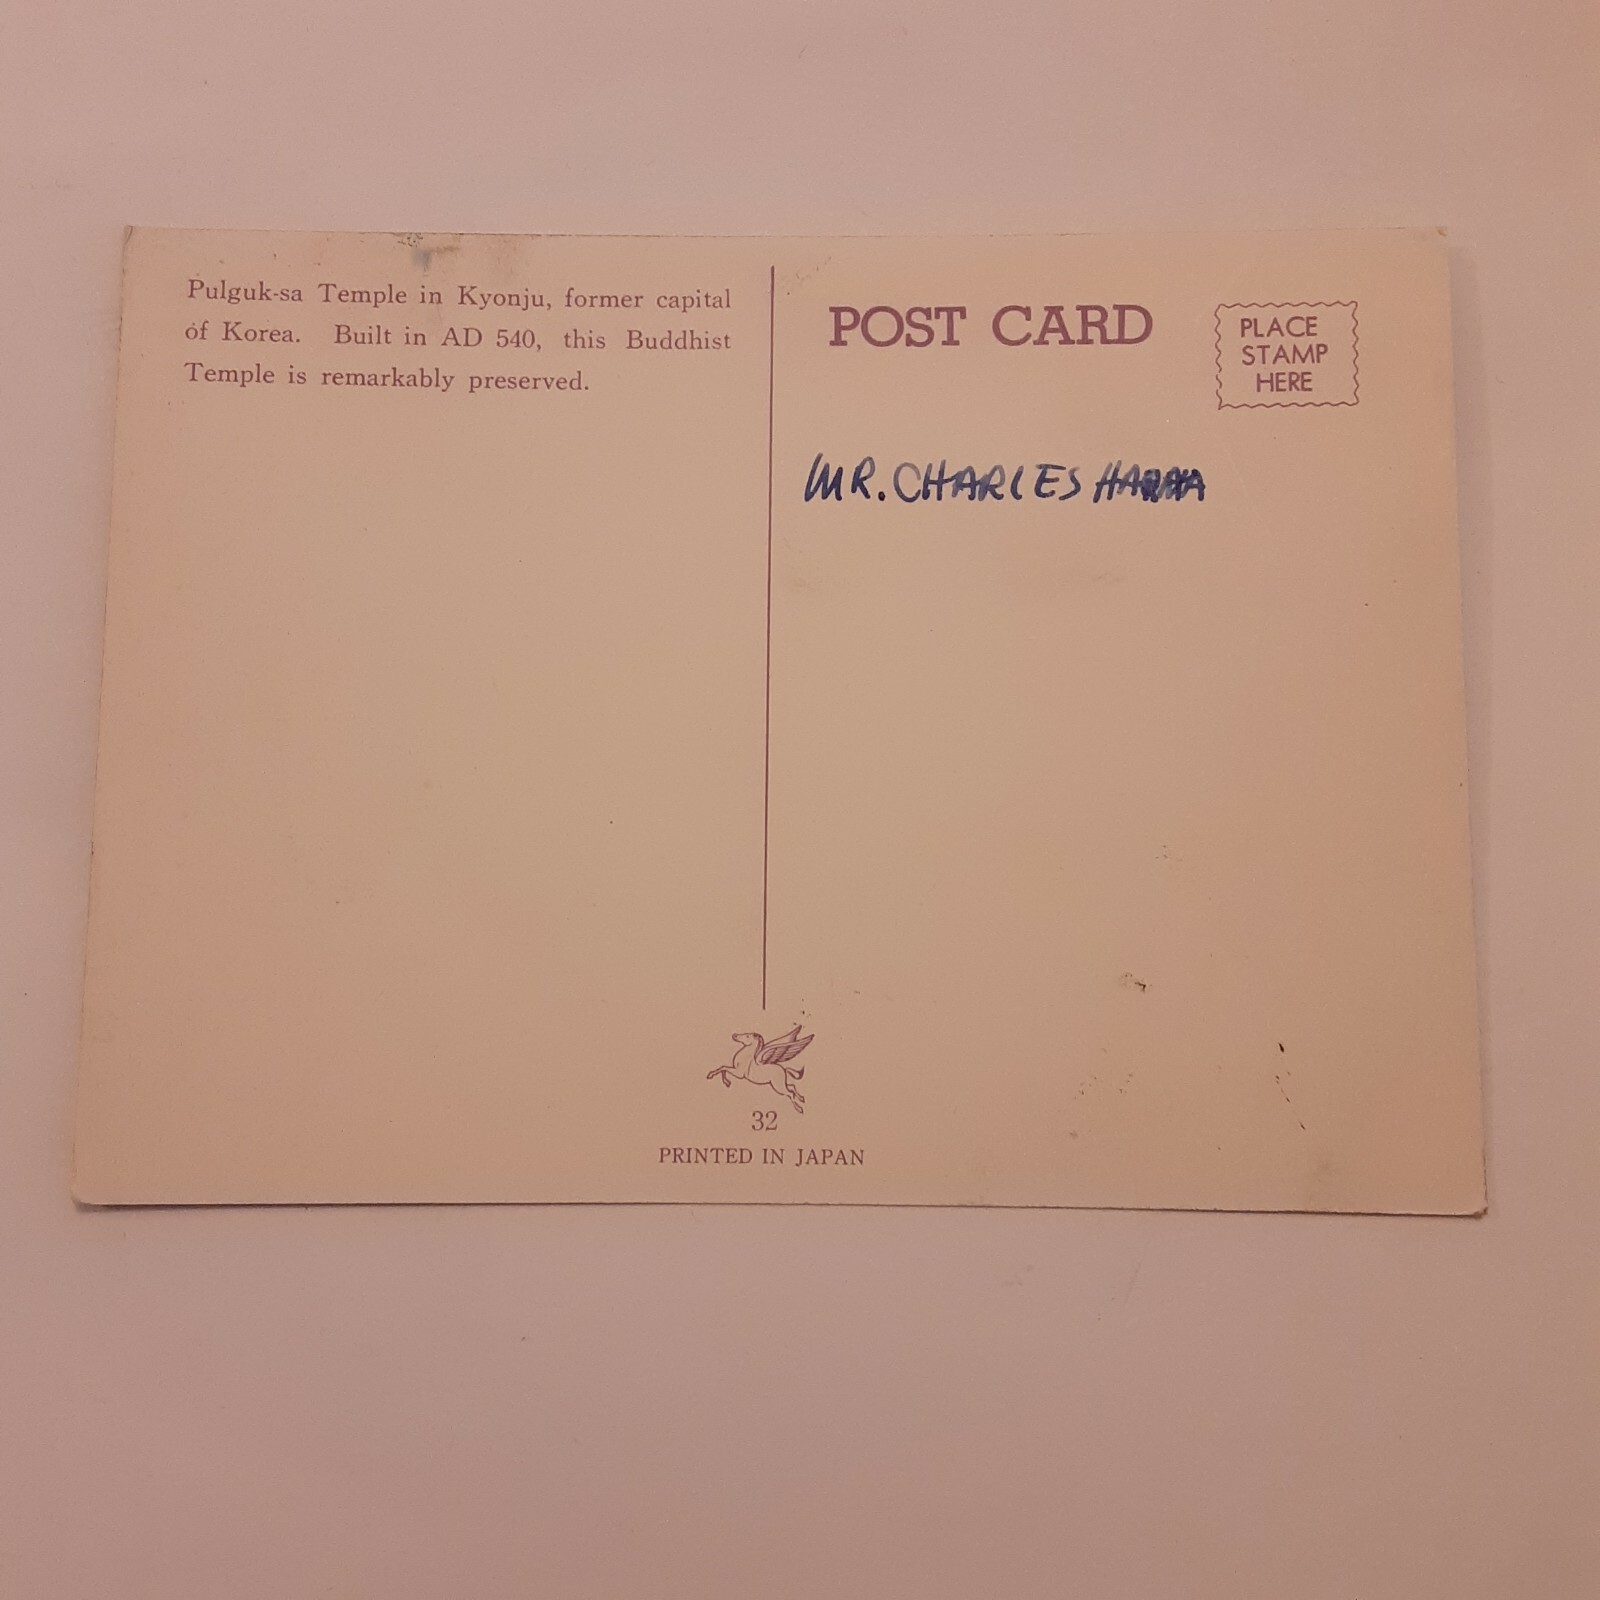 Pulguk-sa Temple in Kyonju, former capital
of Korea. Built in AD 540, this Buddhist
Temple is remarkably preserved.
POST CARD
PLACE
STAMP
HERE
MR. CHARLES
32
PRINTED IN JAPAN